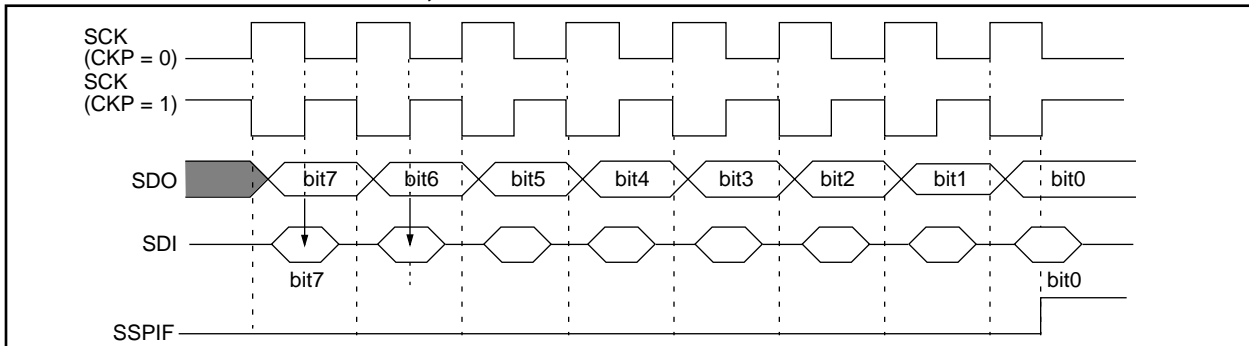 SCK
(CKP = 0)
SCK
(CKP = 1)
SDO bit7 bit6 bit5 bit4 bit3 bit2 bit1 bit0
SDI
bit7 bit0
SSPIF